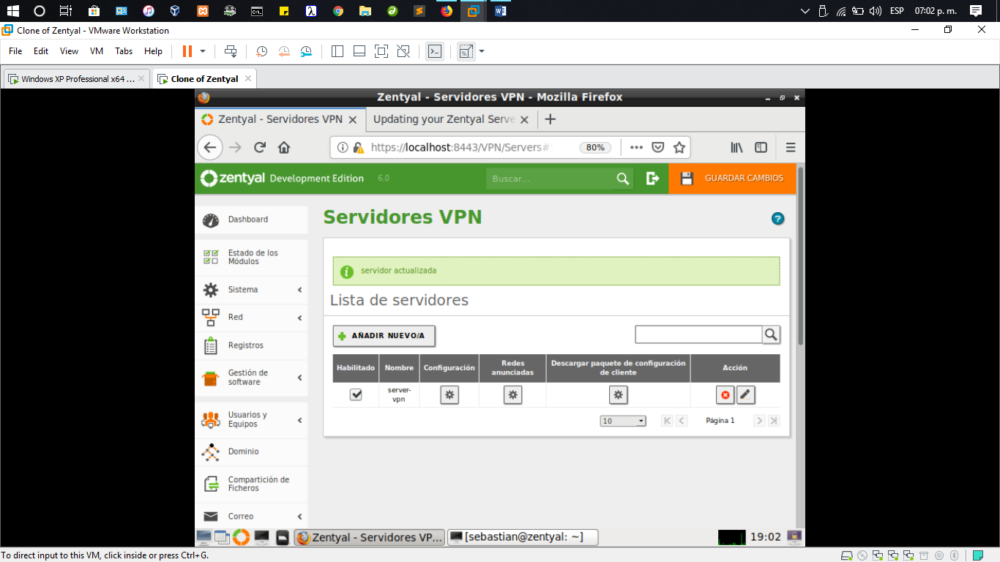 ESP 07:02 p. m.
Clone of Zentyal - VMware Workstation
File Edit View VM Tabs Help
Windows XP Professional x64 ... Clone of Zentyal
Zentyal - Servidores VPN - Mozilla Firefox
Zentyal - Servidores VPN Updating your Zentyal Serve
https://localhost:8443/VPN/Servers# 80%
zentyal Development Edition 6.0 Buscar... GUARDAR CAMBIOS
Servidores VPN
Dashboard
Estado de los
Módulos
Sistema
Red
Registros
Gestión de
software
Usuarios y
Equipos
Dominio
Compartición de
Ficheros
Correo
servidor actualizada
Lista de servidores
AÑADIR NUEVO/A
Habilitado Nombre Configuración Redes anunciadas Descargar paquete de configuración de cliente Acción
server-
vpn
10 Página 1
Zentyal - Servidores VP... [sebastian@zentyal: ~] 19:02
To direct input to this VM, click inside or press Ctrl+G.